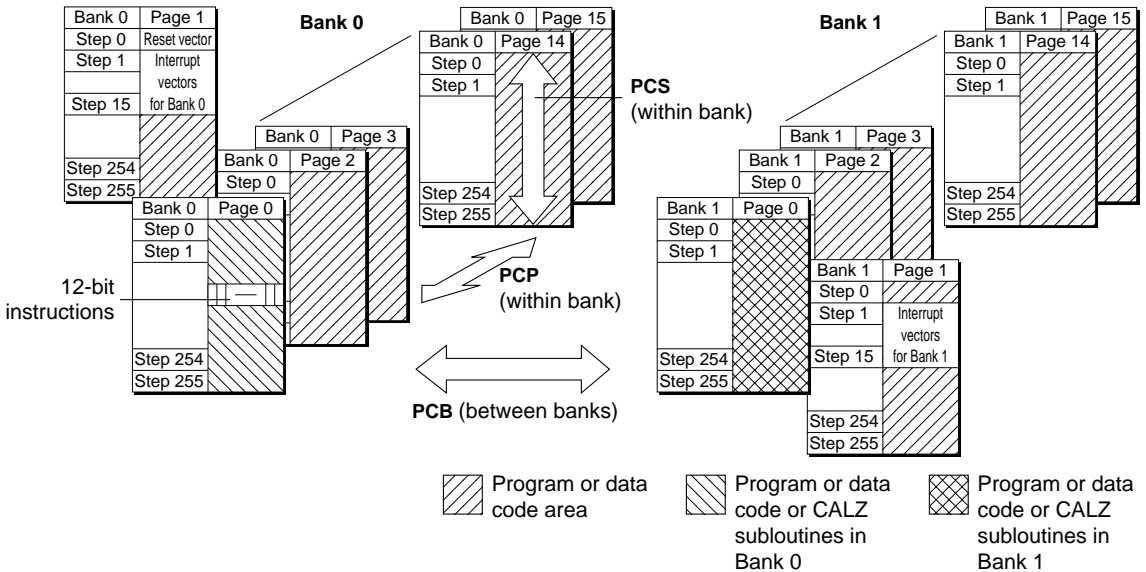 Bank 0
Bank 1
Bank 0 Page 1
Step 0 Reset vector
Step 1 Interrupt
vectors
Step 15 for Bank 0
Step 254
Step 255
Bank 0 Page 15
Bank 0 Page 14
Step 0
Step 1
Step 254
Step 255
PCS
(within bank)
Bank 0 Page 3
Bank 0 Page 2
Step 0
Bank 0 Page 0
Step 0
Step 1
Step 254
Step 255
12-bit
instructions
PCP
(within bank)
PCB (between banks)
Bank 1 Page 15
Bank 1 Page 14
Step 0
Step 1
Step 254
Step 255
Bank 1 Page 3
Bank 1 Page 2
Step 0
Bank 1 Page 0
Step 0
Step 1
Step 254
Step 255
Bank 1 Page 1
Step 0
Step 1 Interrupt
vectors
Step 15 for Bank 1
Step 254
Step 255
Program or data
code area
Program or data
code or CALZ
subloutines in
Bank 0
Program or data
code or CALZ
subloutines in
Bank 1